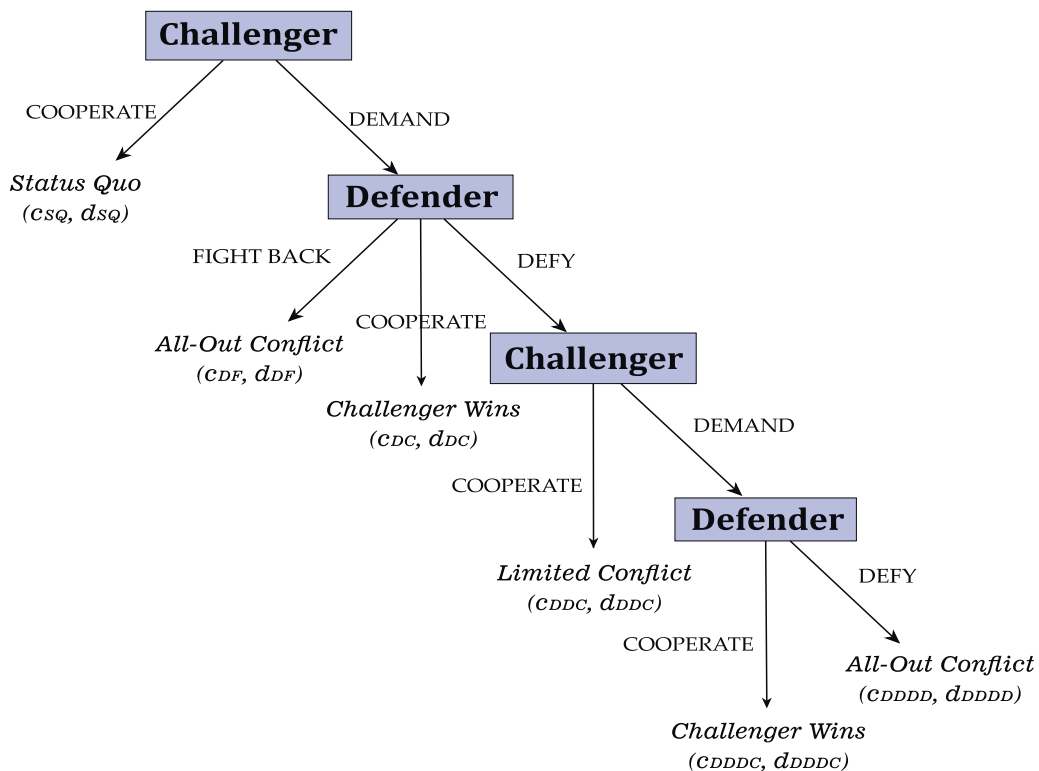 Challenger
COOPERATE
DEMAND
Status Quo
(cSQ, dSQ)
Defender
FIGHT BACK
DEFY
COOPERATE
All-Out Conflict
(cDF, dDF)
Challenger
Challenger Wins
(cDC, dDC)
DEMAND
COOPERATE
Defender
Limited Conflict
(cDDC, dDDC)
DEFY
COOPERATE
All-Out Conflict
(cDDDD, dDDDD)
Challenger Wins
(cDDDC, dDDDC)